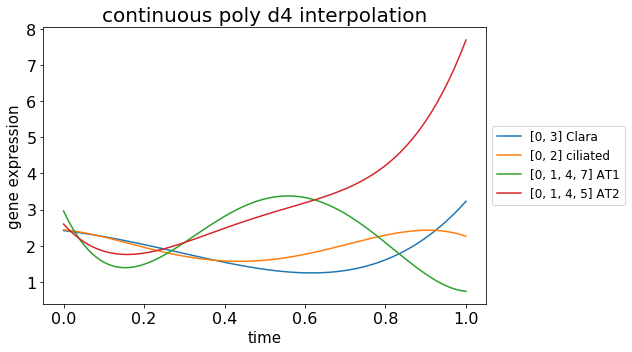 continuous poly d4 interpolation
gene expression
8
7
6
5
4
3
2
1
0.0 0.2 0.4 0.6 0.8 1.0
time
[0, 3] Clara
[0, 2] ciliated
[0, 1, 4, 7] AT1
[0, 1, 4, 5] AT2